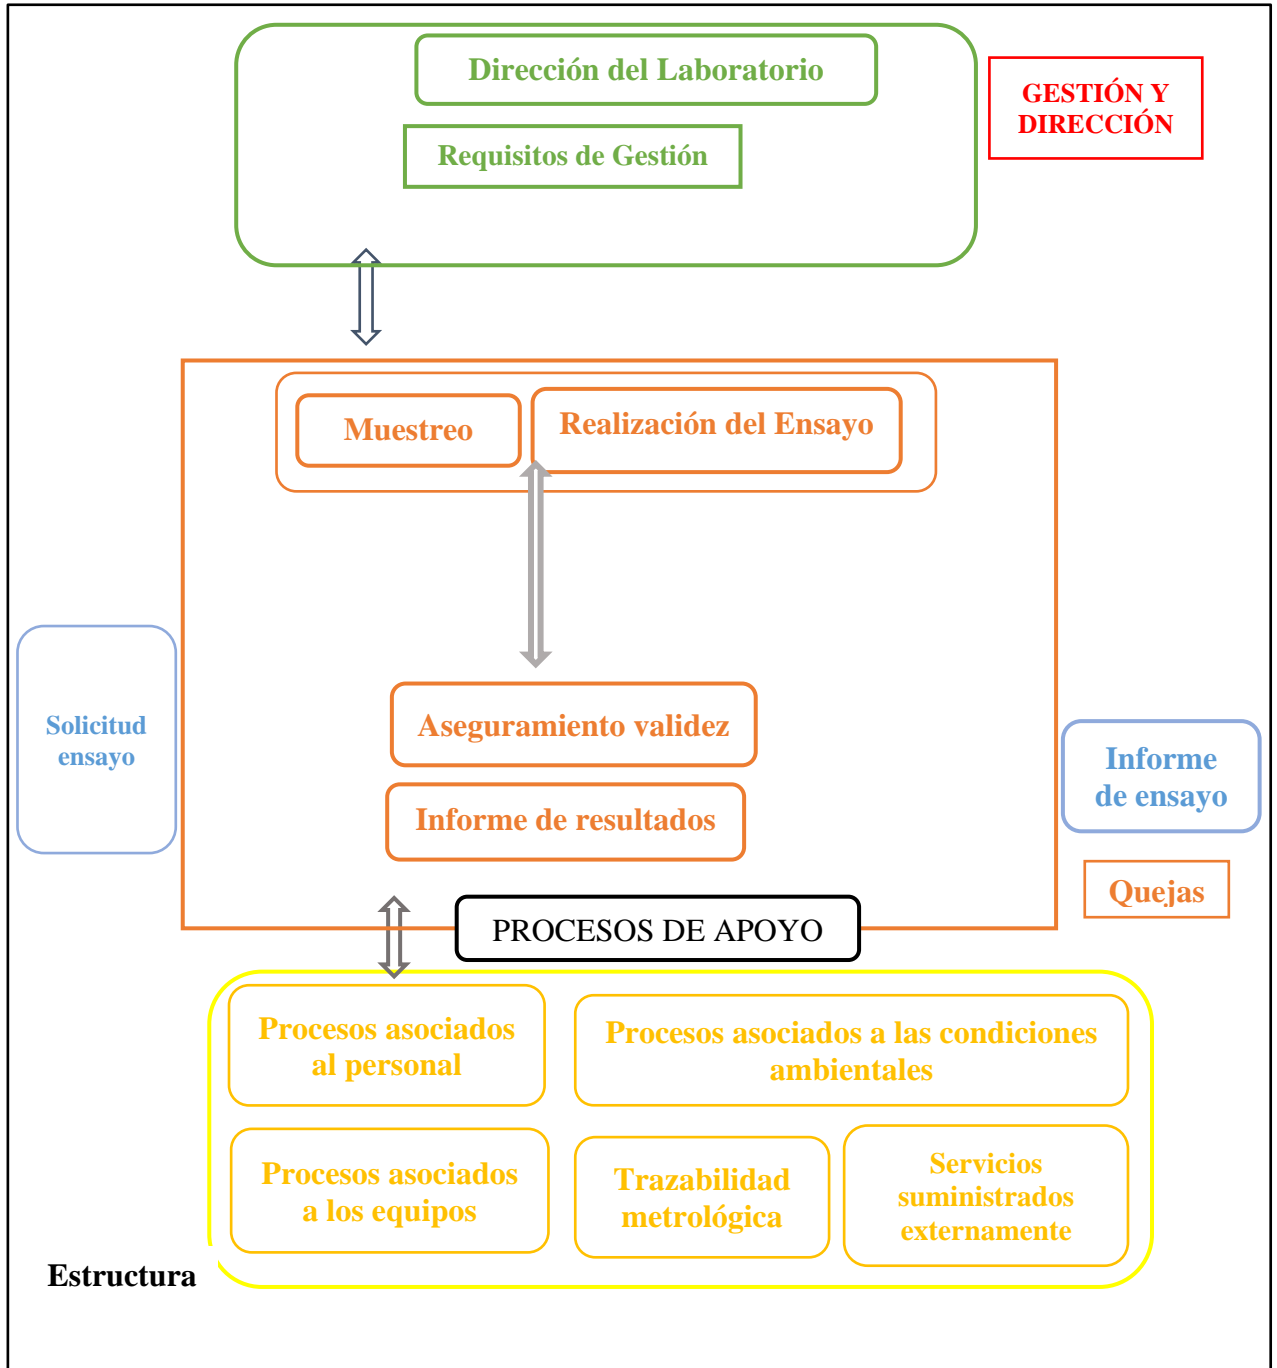 Dirección del Laboratorio
GESTIÓN Y
DIRECCIÓN
Requisitos de Gestión
Muestreo
Realización del Ensayo
Solicitud
ensayo
Aseguramiento validez
Informe
de ensayo
Informe de resultados
Quejas
PROCESOS DE APOYO
Procesos asociados
al personal
Procesos asociados a las condiciones
ambientales
Procesos asociados
a los equipos
Trazabilidad
metrológica
Servicios
suministrados
externamente
Estructura